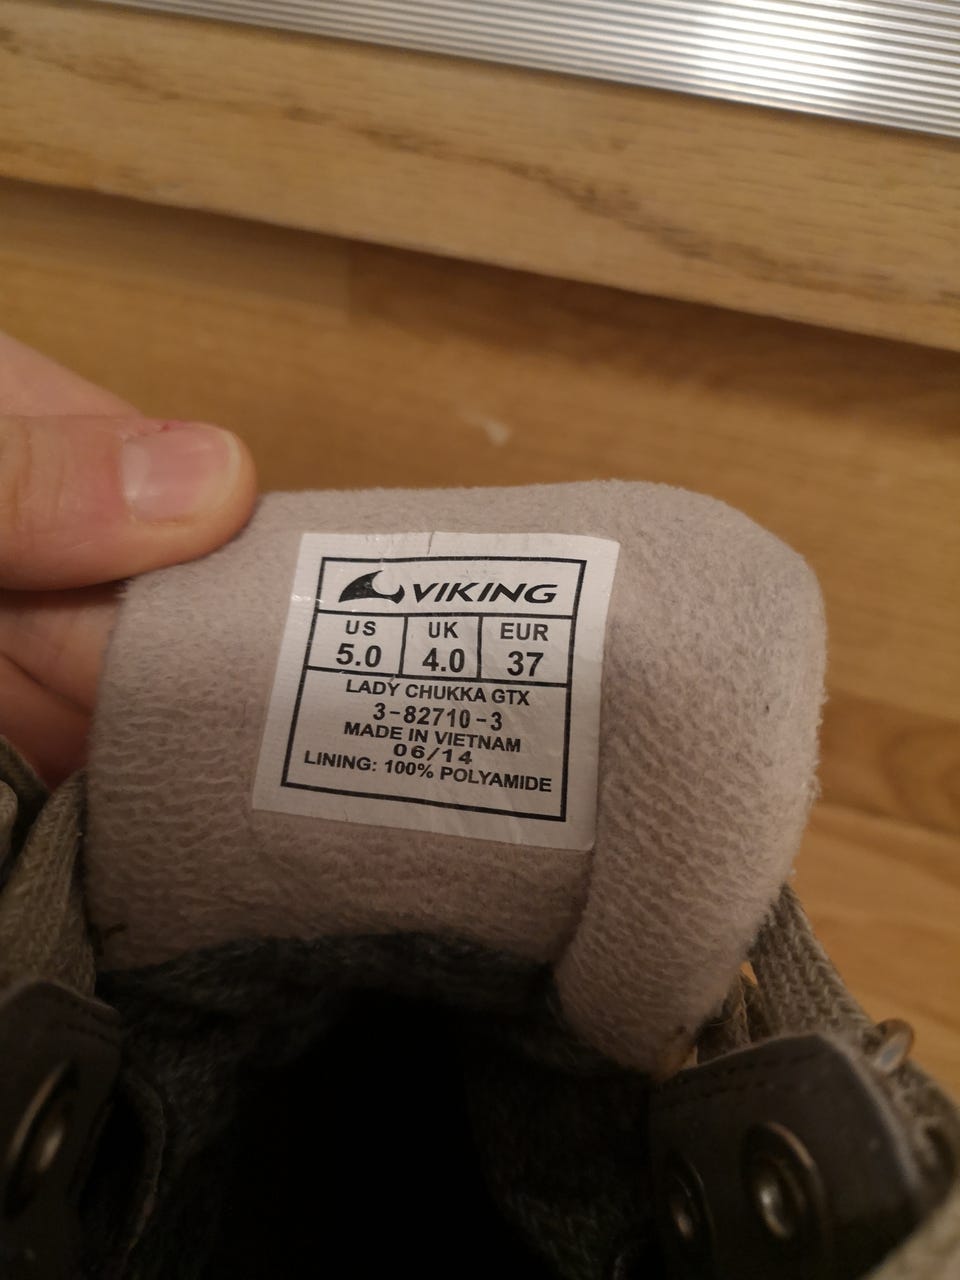 VIKING
US UK EUR
5.0 4.0 37
LADY CHUKKA GTX
3-82710-3
MADE IN VIETNAM
06/14
LINING: 100% POLYAMIDE